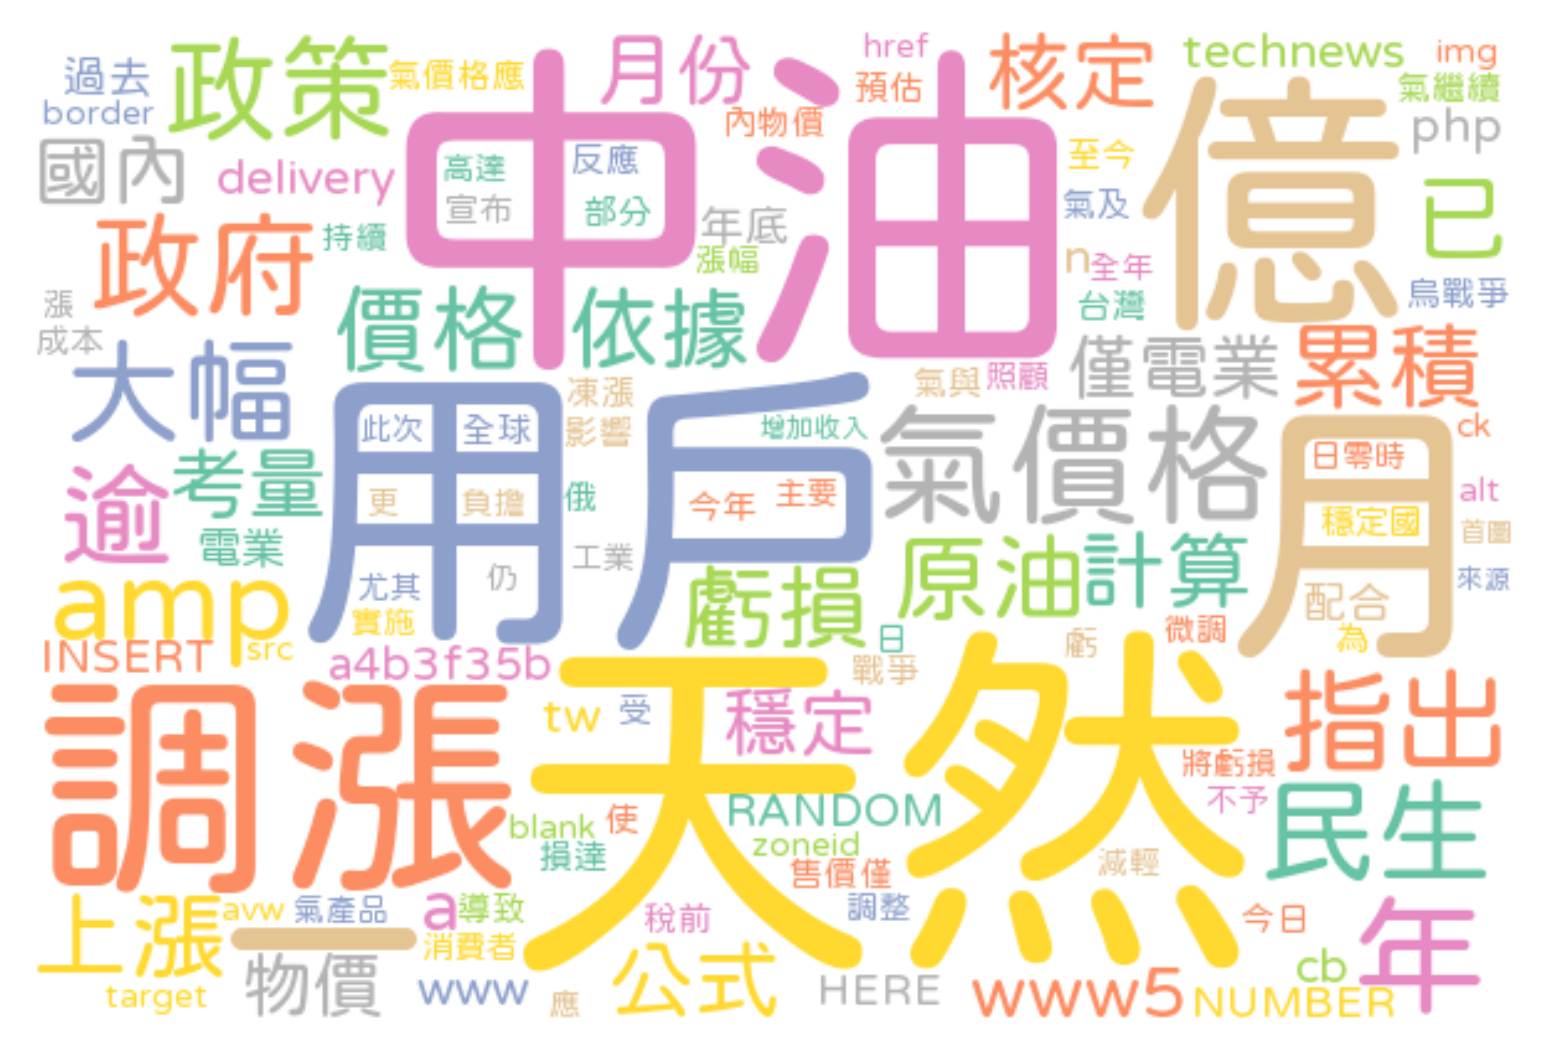 過去
政策
氣價格應
月份
href
預估
核定
technews
img
氣繼續
border
中油
內物價
億
php
國內
delivery
高達
反應
宣布
部分
年底
至今
氣及
已
政府
持續
漲幅
n
全年
台灣
烏戰爭
漲
成本
價格
依據
僅電業
累積
大幅
用戶
凍漲
影響
氣與
照顧
此次
全球
增加收入
氣價格
月
日零時
ck
逾
考量
更
負擔
俄
今年
主要
穩定國
alt
首圖
電業
尤其
仍
工業
原油
計算
來源
amp
實施
虧損
日
虧
微調
配合
為
INSERT
src
a4b3f35b
天然
戰爭
調漲
tw
受
穩定
指出
將虧損
不予
民生
RANDOM
blank
使
zoneid
損達
售價僅
減輕
上漲
avw
氣產品
a
導致
稅前
調整
今日
年
一
消費者
物價
target
www
應
公式
HERE
www5
cb
NUMBER